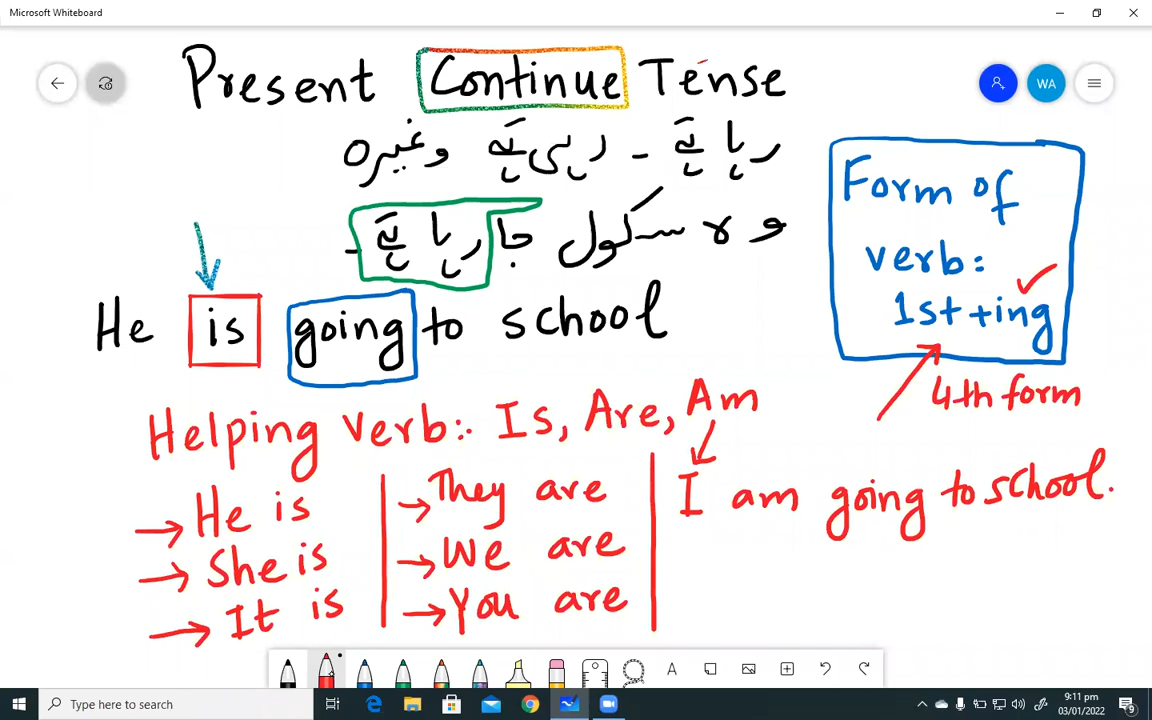 Microsoft Whiteboard
Present Continue Tense
WA
رہا ہے - رہی ہے وغیرہ
وہ سکول جا رہا ہے -
Form of
verb:
1st +ing
4th form
He is going to school
Helping verb:. Is, Are, Am
He is
She is
It is
They are
We are
You are
I am going to school.
A
Type here to search
9:11 pm
03/01/2022
9